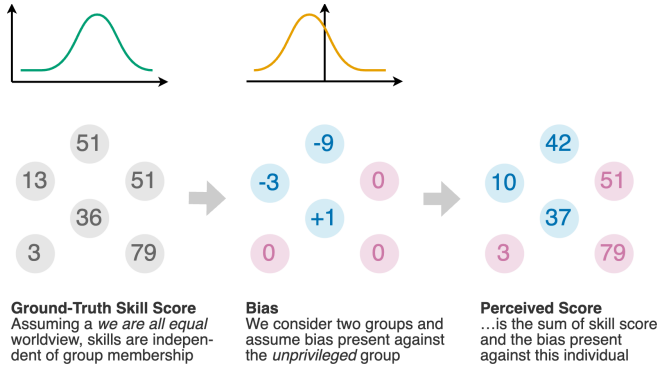 51
13
51
36
3
79
-9
-3
0
+1
0
0
42
10
51
37
3
79
Ground-Truth Skill Score
Assuming a we are all equal
worldview, skills are indepen-
dent of group membership
Bias
We consider two groups and
assume bias present against
the unprivileged group
Perceived Score
…is the sum of skill score
and the bias present
against this individual